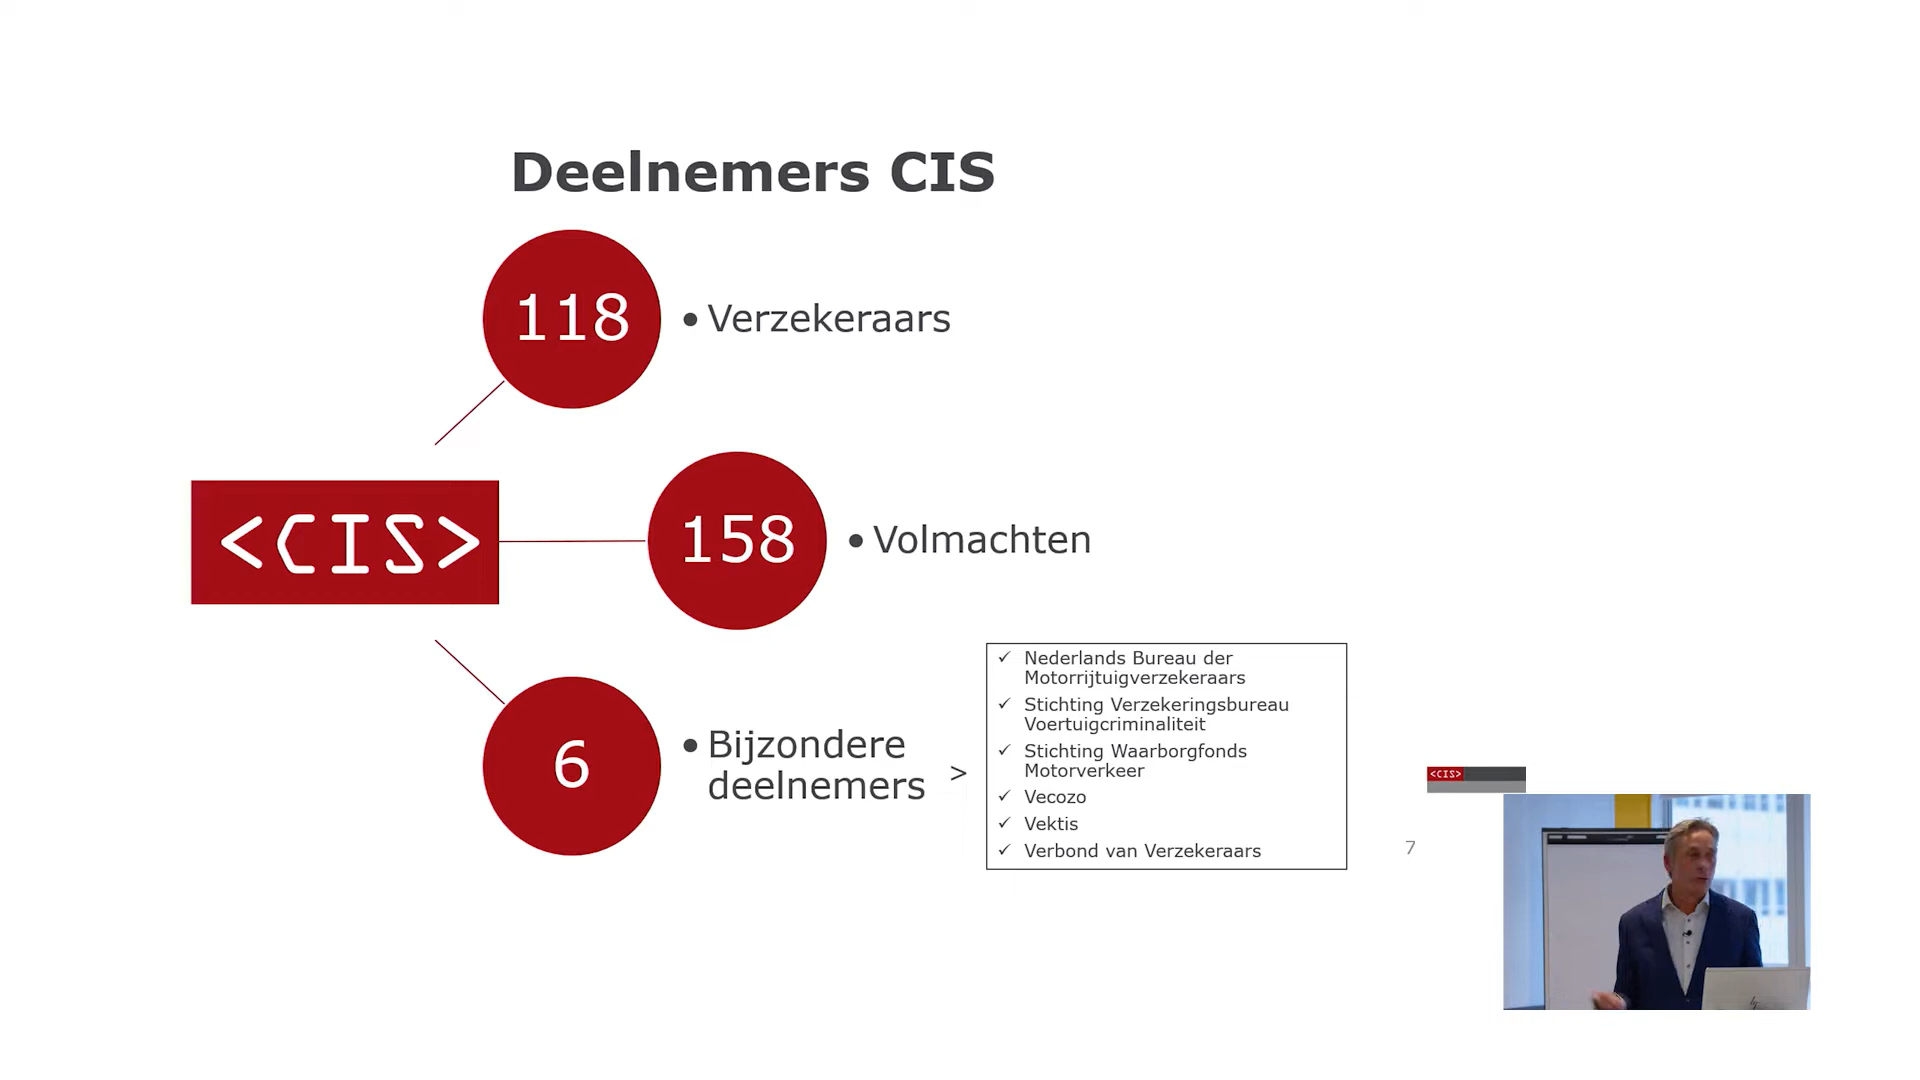 Deelnemers CIS
118
• Verzekeraars
<CIS>
158
• Volmachten
6
• Bijzondere
deelnemers
>
✓ Nederlands Bureau der
Motorrijtuigverzekeraars
✓ Stichting Verzekeringsbureau
Voertuigcriminaliteit
✓ Stichting Waarborgfonds
Motorverkeer
✓ Vecozo
✓ Vektis
✓ Verbond van Verzekeraars
<CIS>
7
hp